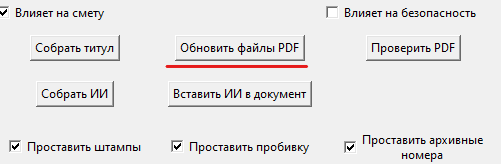 Влияет на смету
Влияет на безопасность
Собрать титул
Обновить файлы PDF
Проверить PDF
Собрать ИИ
Вставить ИИ в документ
Проставить штампы
Проставить пробивку
Проставить архивные
номера